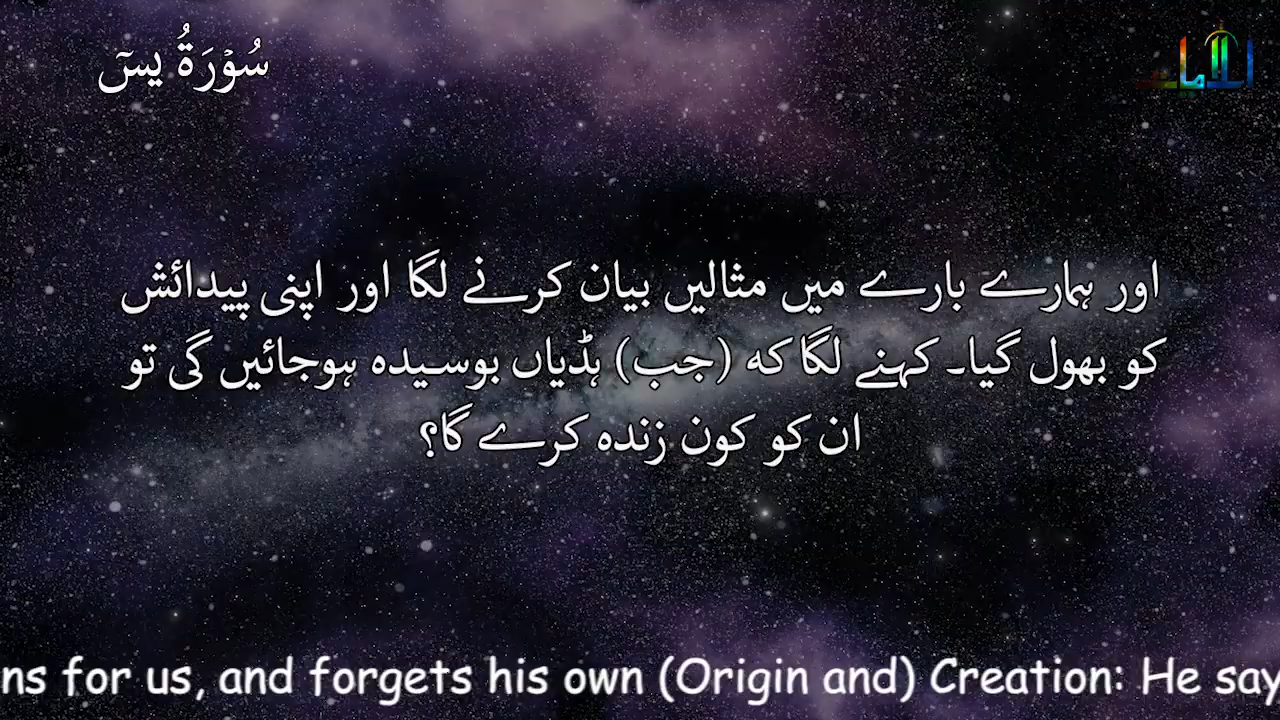 سُوۡرَةُ يسٓ
اور ہمارے بارے میں مثالیں بیان کرنے لگا اور اپنی پیدائش
کو بھول گیا۔ کہنے لگا کہ (جب) ہڈیاں بوسیدہ ہوجائیں گی تو
ان کو کون زندہ کرے گا؟
ns for us, and forgets his own (Origin and) Creation: He say